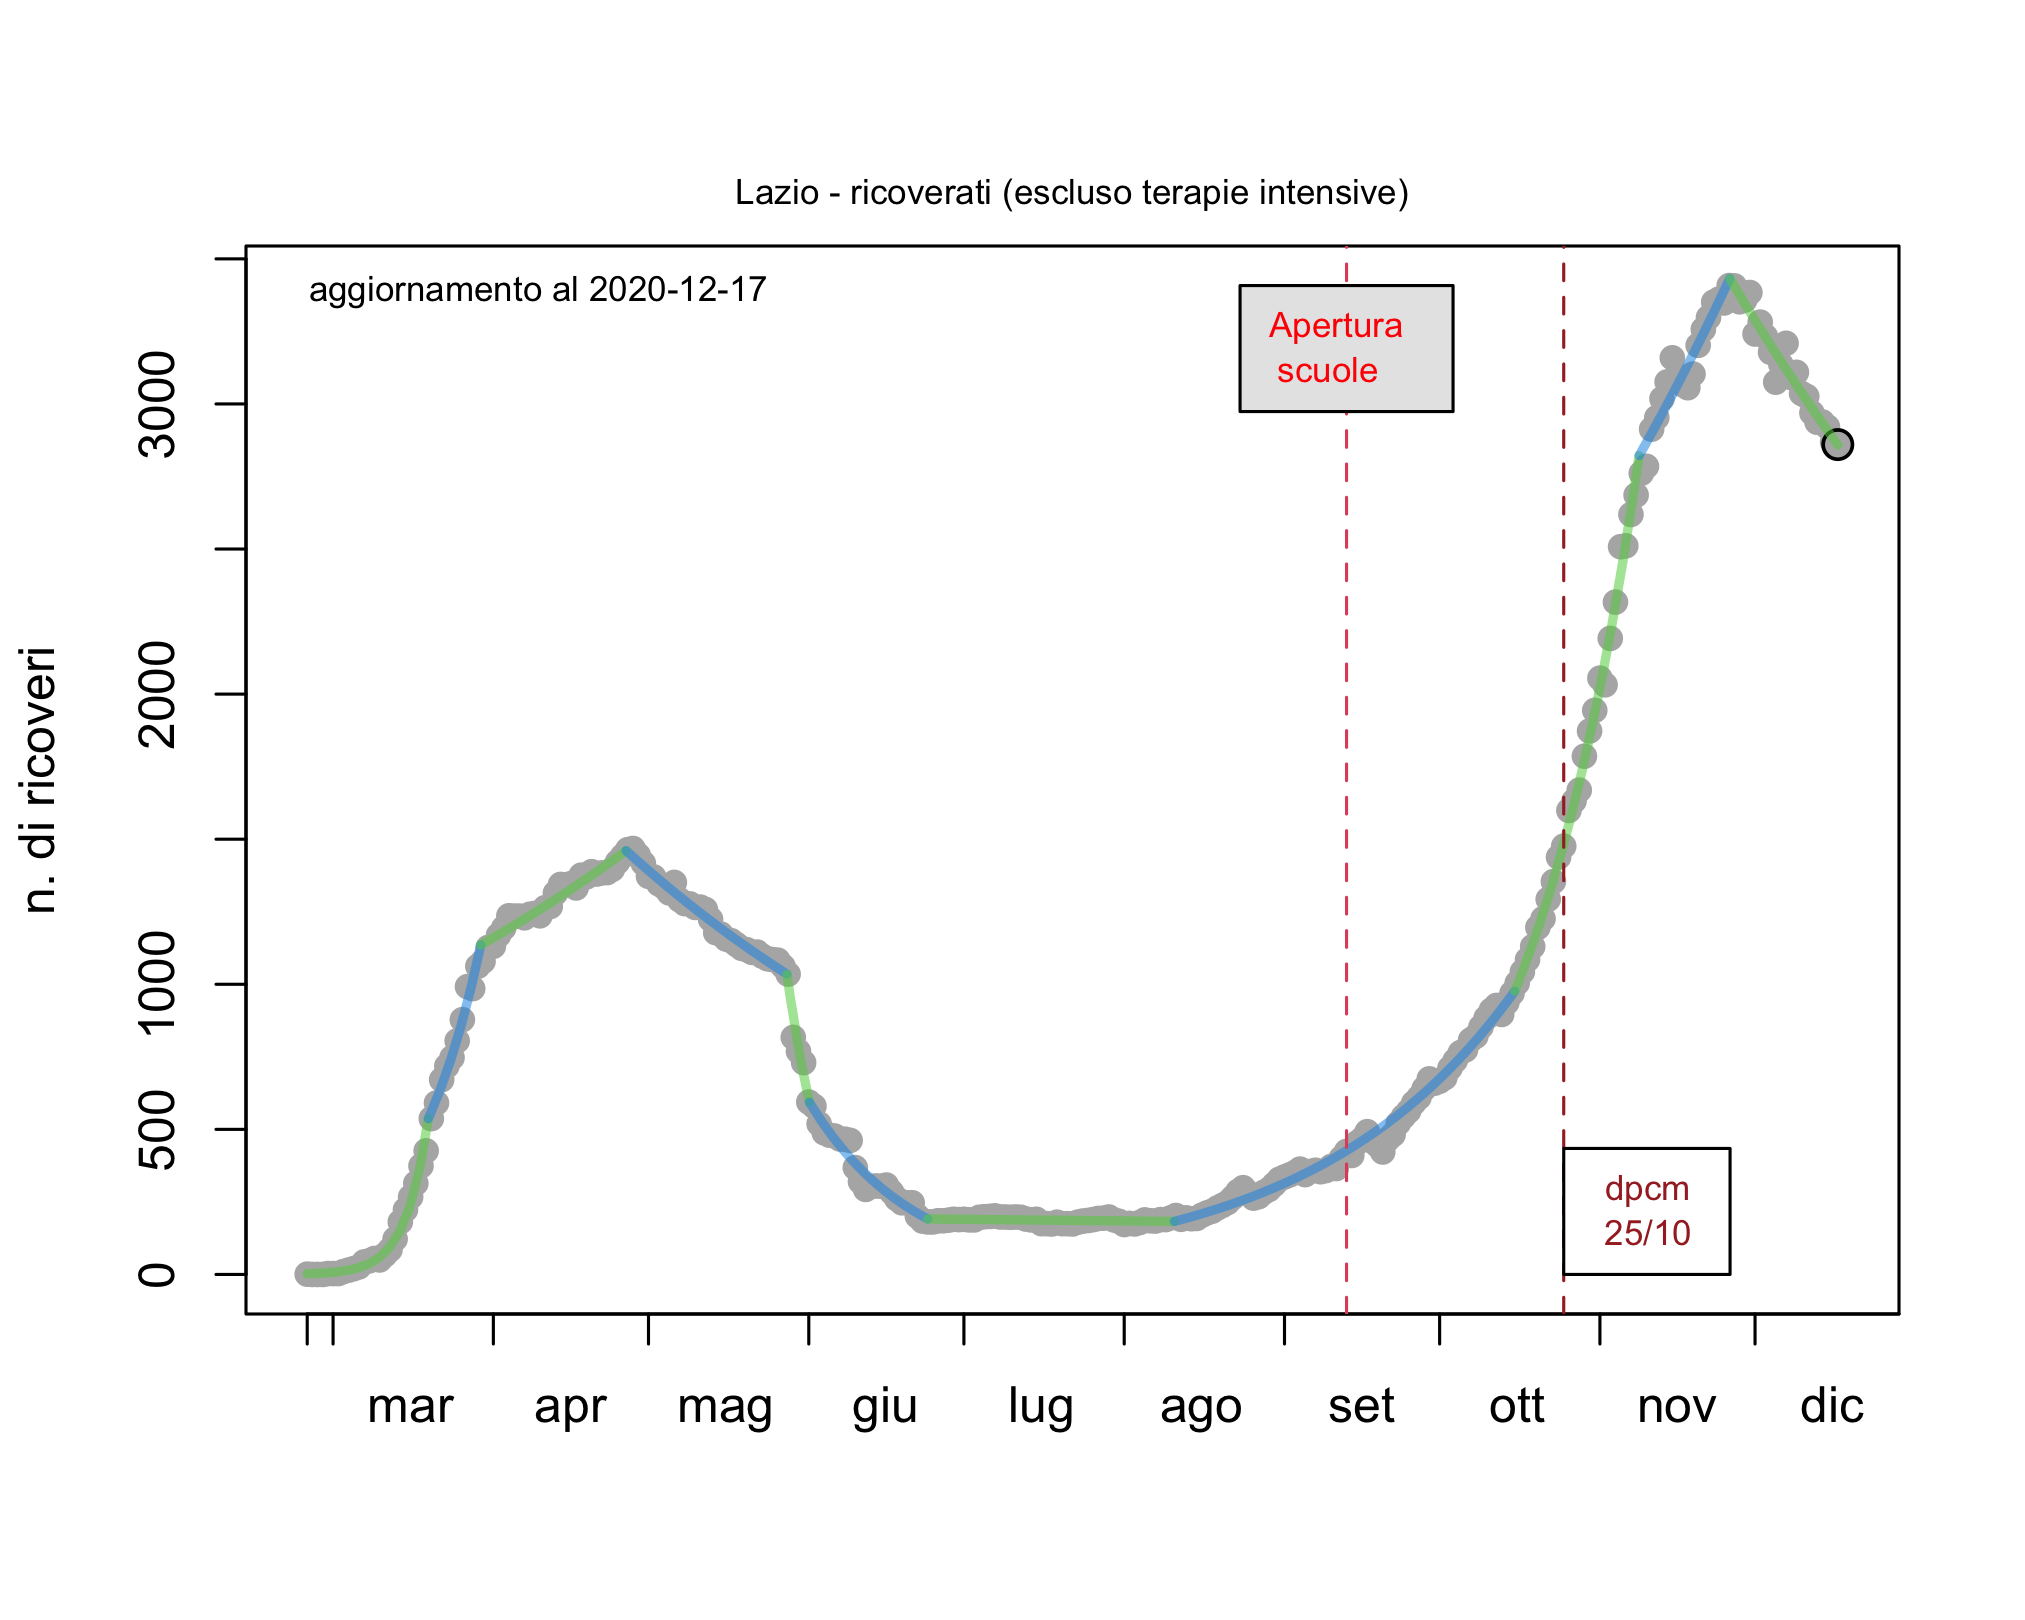 Lazio - ricoverati (escluso terapie intensive)
aggiornamento al 2020-12-17
Apertura
scuole
dpcm
25/10
n. di ricoveri
3000
2000
1000
500
0
mar apr mag giu lug ago set ott nov dic